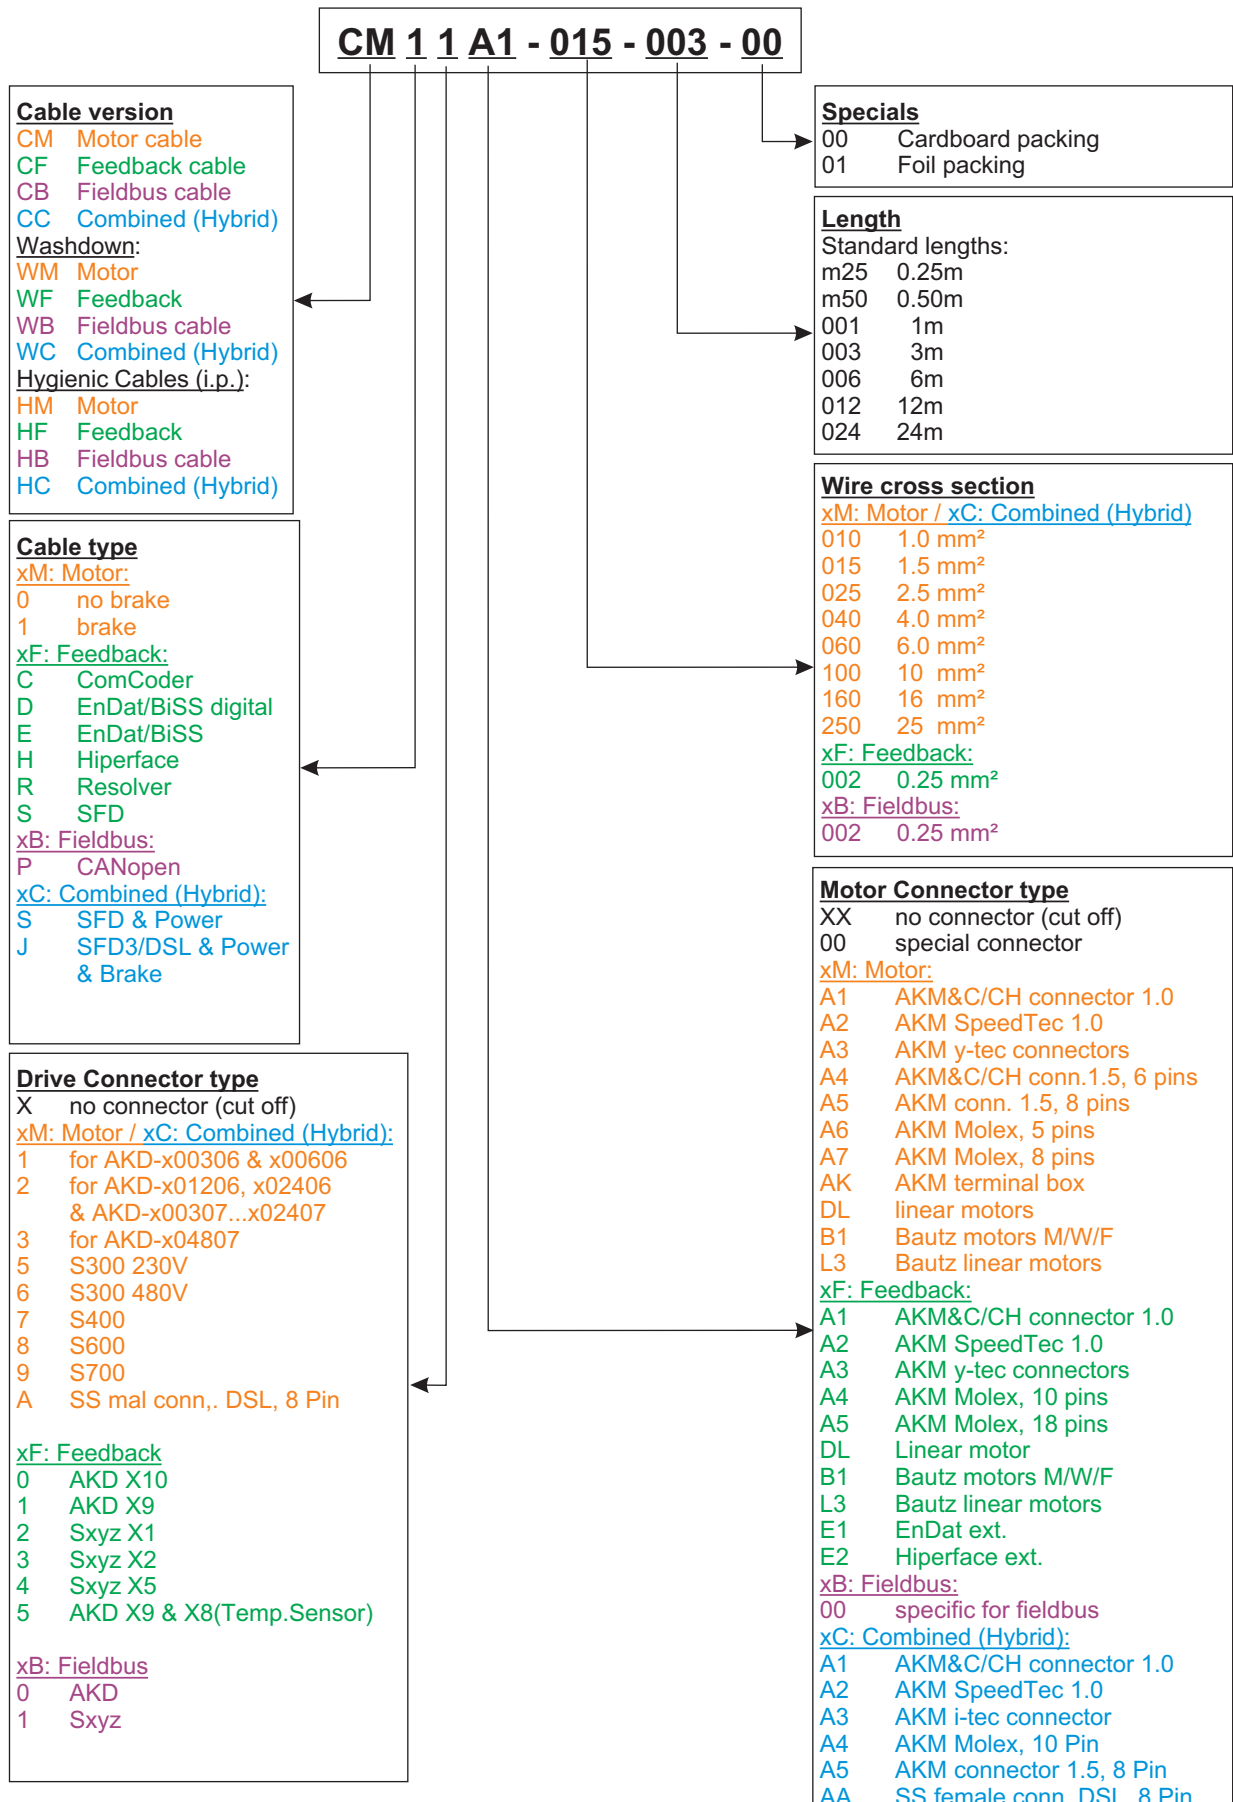 CM 1 1 A1 - 015 - 003 - 00
Cable version
CM Motor cable
CF Feedback cable
CB Fieldbus cable
CC Combined (Hybrid)
Washdown:
WM Motor
WF Feedback
WB Fieldbus cable
WC Combined (Hybrid)
Hygienic Cables (i.p.):
HM Motor
HF Feedback
HB Fieldbus cable
HC Combined (Hybrid)
Cable type
xM: Motor:
0 no brake
1 brake
xF: Feedback:
C ComCoder
D EnDat/BiSS digital
E EnDat/BiSS
H Hiperface
R Resolver
S SFD
xB: Fieldbus:
P CANopen
xC: Combined (Hybrid):
S SFD & Power
J SFD3/DSL & Power
& Brake
Drive Connector type
X no connector (cut off)
xM: Motor / xC: Combined (Hybrid):
1 for AKD-x00306 & x00606
2 for AKD-x01206, x02406
& AKD-x00307...x02407
3 for AKD-x04807
5 S300 230V
6 S300 480V
7 S400
8 S600
9 S700
A SS mal conn,. DSL, 8 Pin
xF: Feedback
0 AKD X10
1 AKD X9
2 Sxyz X1
3 Sxyz X2
4 Sxyz X5
5 AKD X9 & X8(Temp.Sensor)
xB: Fieldbus
0 AKD
1 Sxyz
Specials
00 Cardboard packing
01 Foil packing
Length
Standard lengths:
m25 0.25m
m50 0.50m
001 1m
003 3m
006 6m
012 12m
024 24m
Wire cross section
xM: Motor / xC: Combined (Hybrid)
010 1.0 mm²
015 1.5 mm²
025 2.5 mm²
040 4.0 mm²
060 6.0 mm²
100 10 mm²
160 16 mm²
250 25 mm²
xF: Feedback:
002 0.25 mm²
xB: Fieldbus:
002 0.25 mm²
Motor Connector type
XX no connector (cut off)
00 special connector
xM: Motor:
A1 AKM&C/CH connector 1.0
A2 AKM SpeedTec 1.0
A3 AKM y-tec connectors
A4 AKM&C/CH conn.1.5, 6 pins
A5 AKM conn. 1.5, 8 pins
A6 AKM Molex, 5 pins
A7 AKM Molex, 8 pins
AK AKM terminal box
DL linear motors
B1 Bautz motors M/W/F
L3 Bautz linear motors
xF: Feedback:
A1 AKM&C/CH connector 1.0
A2 AKM SpeedTec 1.0
A3 AKM y-tec connectors
A4 AKM Molex, 10 pins
A5 AKM Molex, 18 pins
DL Linear motor
B1 Bautz motors M/W/F
L3 Bautz linear motors
E1 EnDat ext.
E2 Hiperface ext.
xB: Fieldbus:
00 specific for fieldbus
xC: Combined (Hybrid):
A1 AKM&C/CH connector 1.0
A2 AKM SpeedTec 1.0
A3 AKM i-tec connector
A4 AKM Molex, 10 Pin
A5 AKM connector 1.5, 8 Pin
AA SS female conn. DSL, 8 Pin